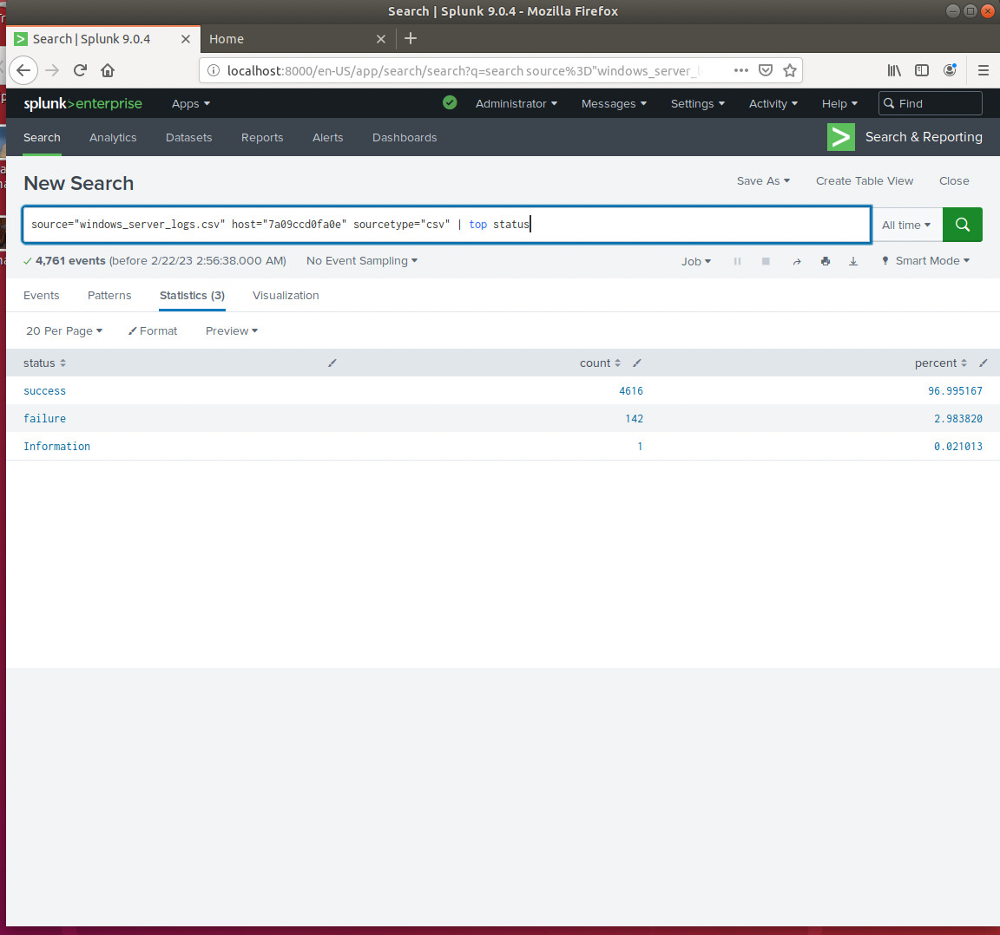 Search | Splunk 9.0.4 - Mozilla Firefox
Search | Splunk 9.0.4
Home
localhost:8000/en-US/app/search/search?q=search source%3D"windows_server_l
splunk>enterprise Apps Administrator Messages Settings Activity Help Find
Search Analytics Datasets Reports Alerts Dashboards Search & Reporting
New Search Save As Create Table View Close
source="windows_server_logs.csv" host="7a09ccd0fa0e" sourcetype="csv" | top status All time
4,761 events (before 2/22/23 2:56:38.000 AM) No Event Sampling Job Smart Mode
Events Patterns Statistics (3) Visualization
20 Per Page Format Preview
status count percent
success 4616 96.995167
failure 142 2.983820
Information 1 0.021013